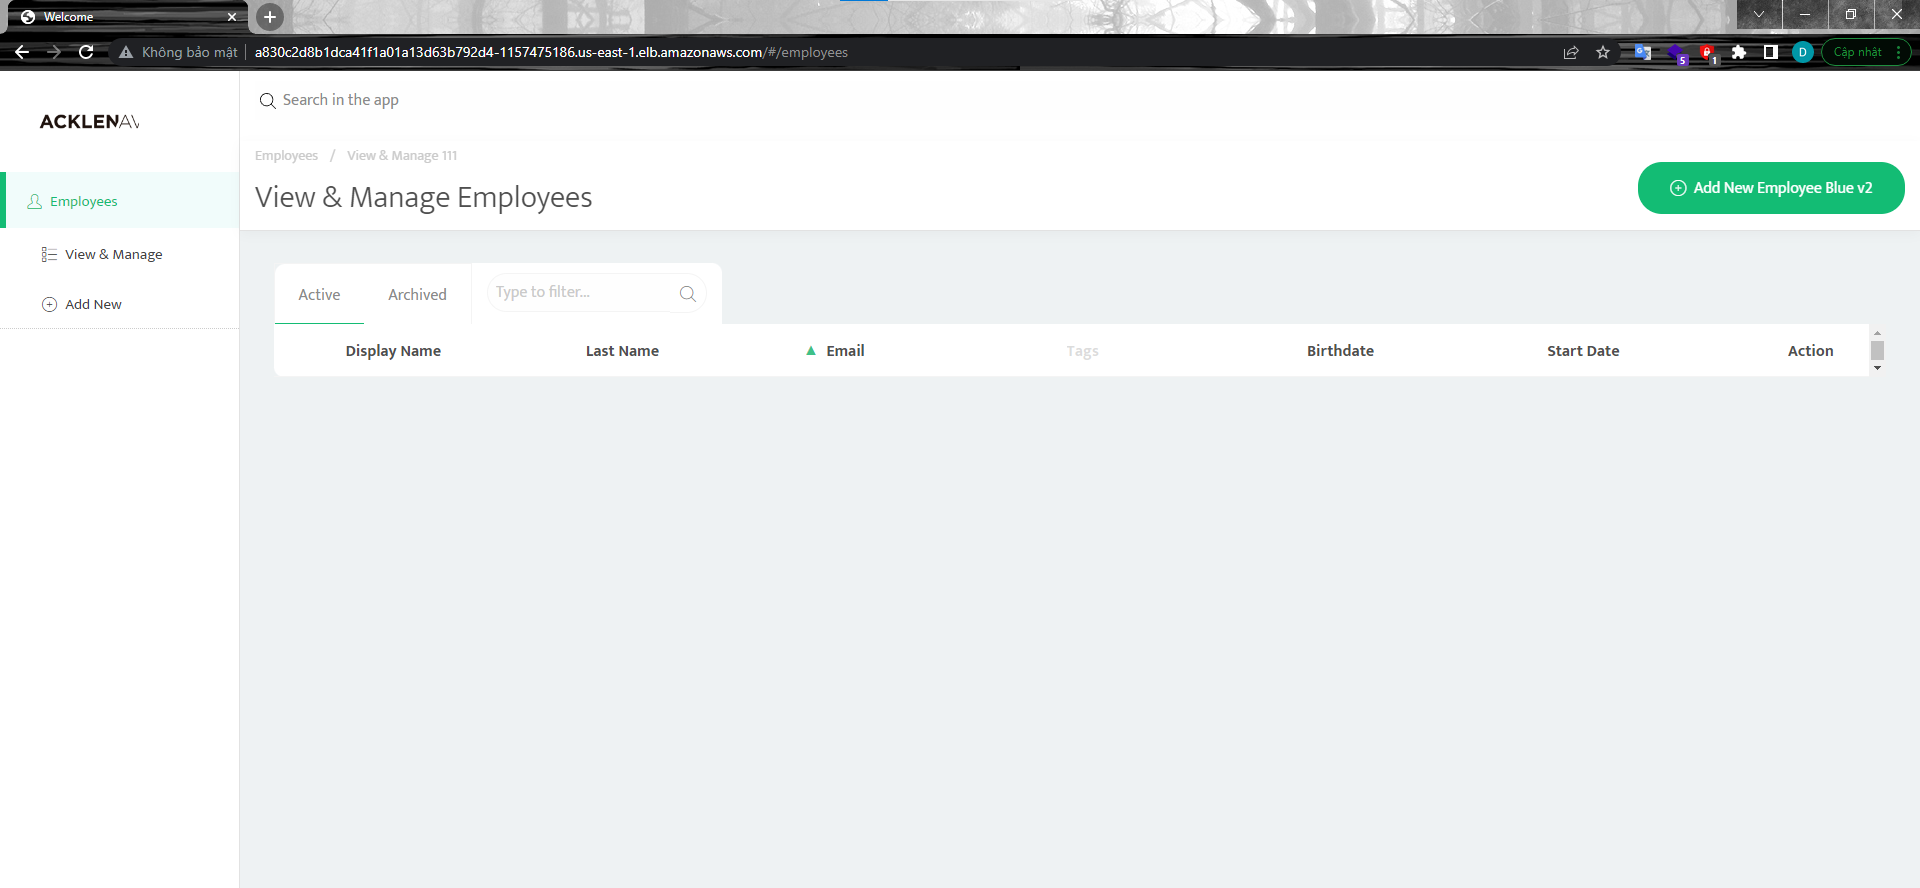 Welcome
Không bảo mật
a830c2d8b1dca41f1a01a13d63b792d4-1157475186.us-east-1.elb.amazonaws.com/#/employees
5
1
D
Cập nhật
ACKLENAV
Search in the app
Employees / View & Manage 111
View & Manage Employees
Add New Employee Blue v2
Employees
View & Manage
Add New
Active
Archived
Type to filter...
Display Name
Last Name
Email
Tags
Birthdate
Start Date
Action